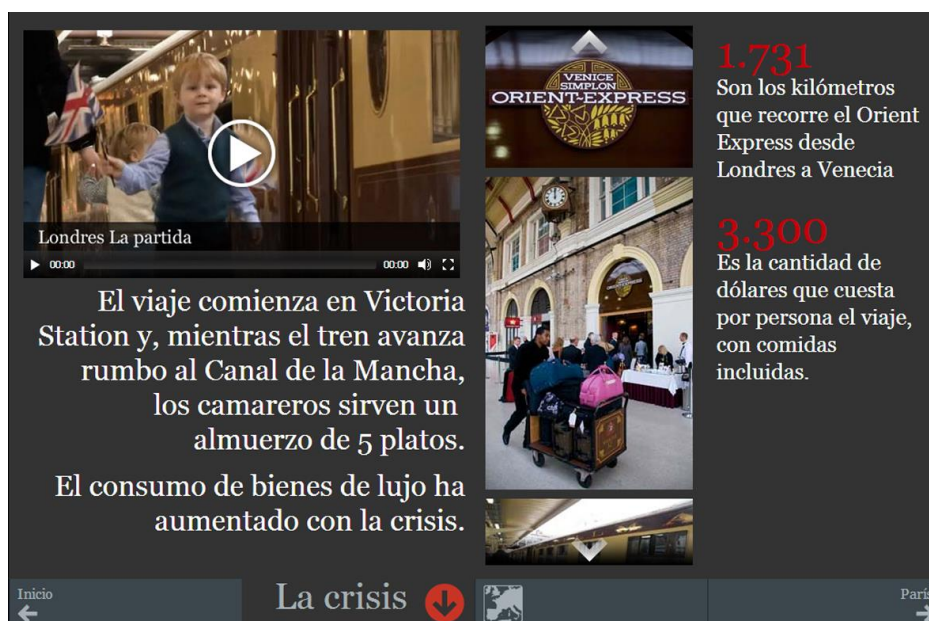 Londres La partida
00:00
00:00
El viaje comienza en Victoria
Station y, mientras el tren avanza
rumbo al Canal de la Mancha,
los camareros sirven un
almuerzo de 5 platos.
El consumo de bienes de lujo ha
aumentado con la crisis.
VENICE
SIMPLON
ORIENT-EXPRESS
1.731
Son los kilómetros
que recorre el Orient
Express desde
Londres a Venecia
3.300
Es la cantidad de
dólares que cuesta
por persona el viaje,
con comidas
incluidas.
Inicio
La crisis